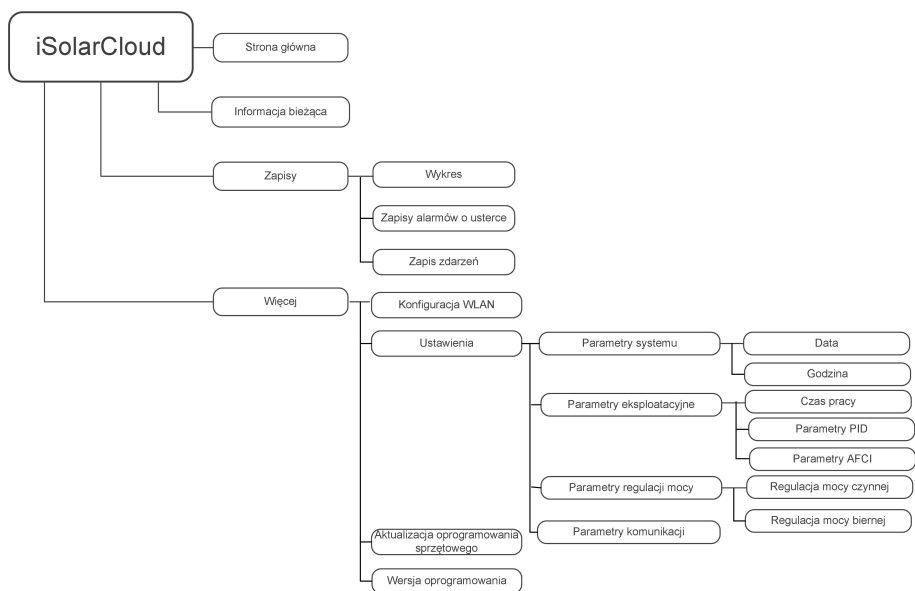 iSolarCloud
Strona główna
Informacja bieżąca
Zapisy
Wykres
Zapisy alarmów o usterce
Zapis zdarzeń
Więcej
Konfiguracja WLAN
Ustawienia
Parametry systemu
Data
Godzina
Parametry eksploatacyjne
Czas pracy
Parametry PID
Parametry AFCI
Parametry regulacji mocy
Regulacja mocy czynnej
Regulacja mocy biernej
Parametry komunikacji
Aktualizacja oprogramowania
sprzętowego
Wersja oprogramowania